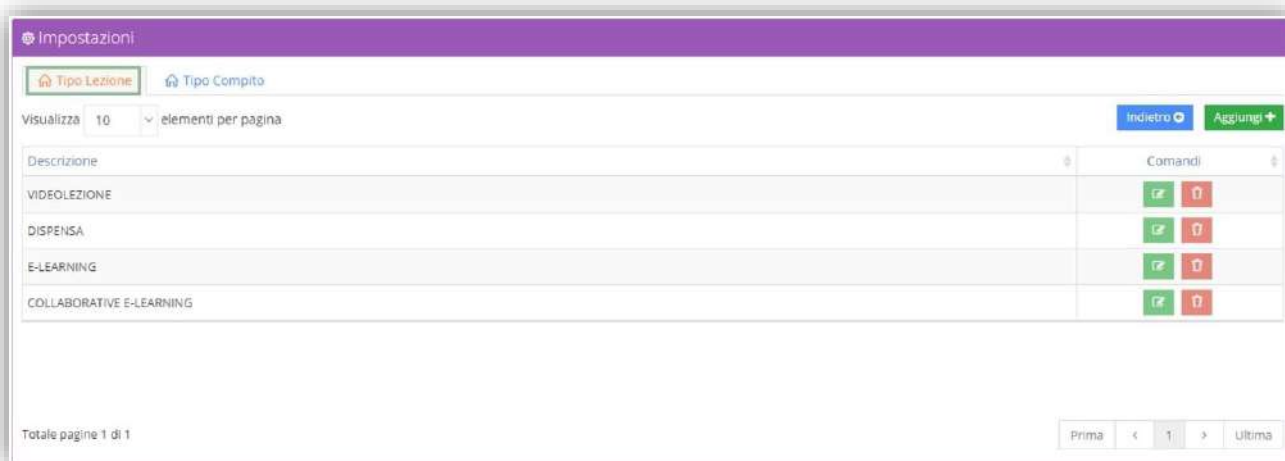 Impostazioni
Tipo Lezione Tipo Compito
Visualizza 10 elementi per pagina Indietro Aggiungi
Descrizione Comandi
VIDEOLEZIONE
DISPENSA
E-LEARNING
COLLABORATIVE E-LEARNING
Totale pagine 1 di 1 Prima < 1 > Ultima